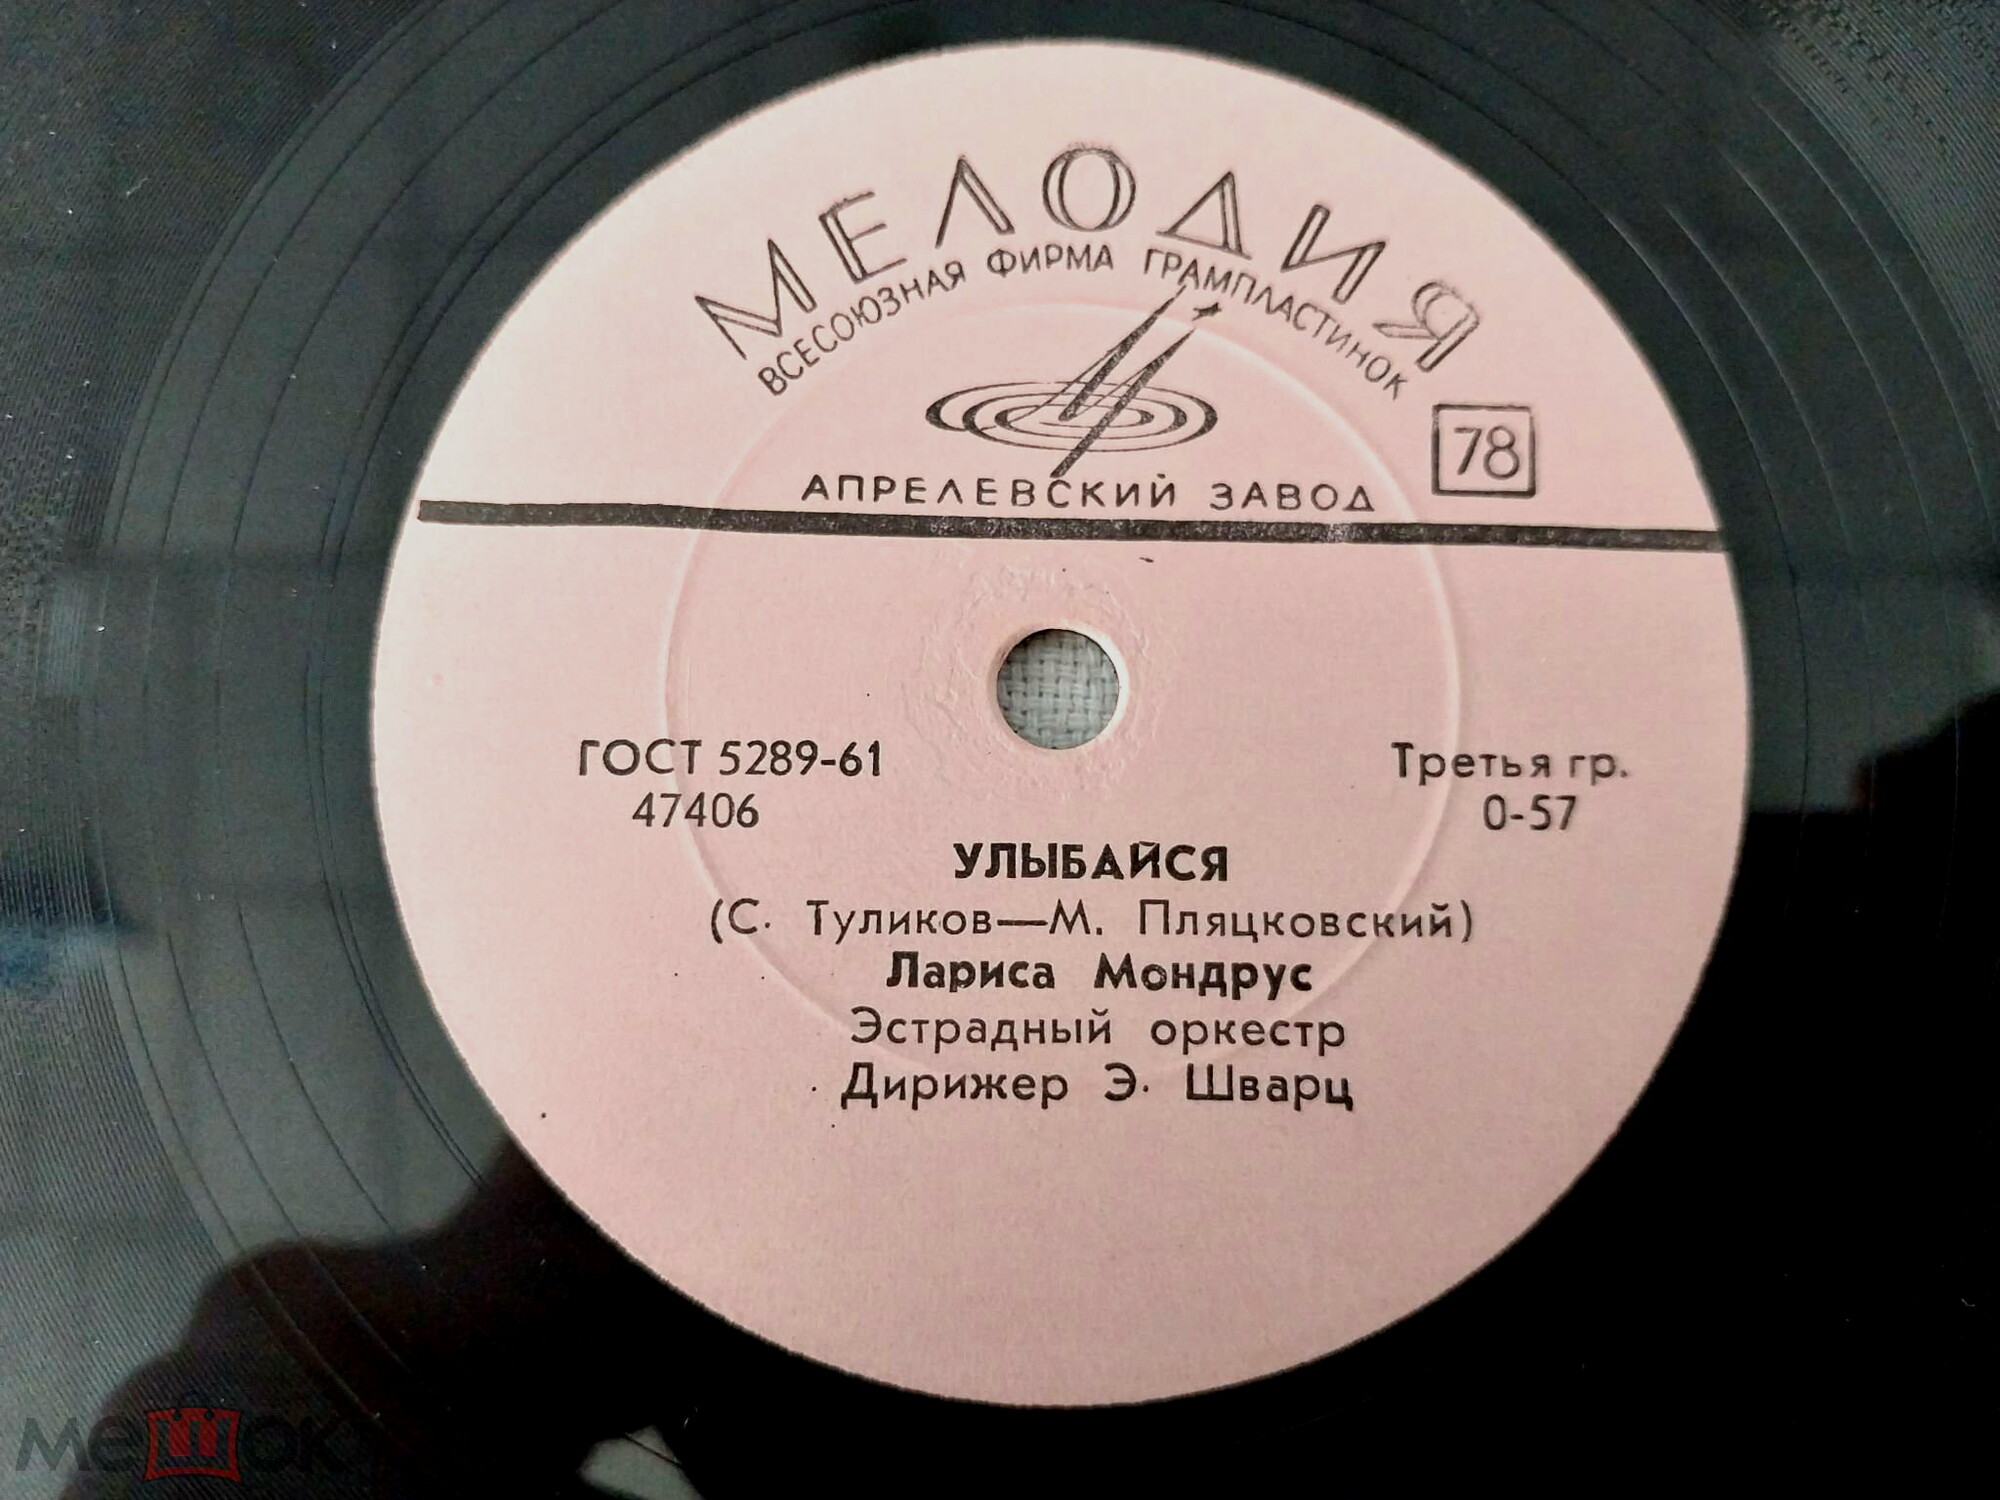 МЕЛОДИЯ
ВСЕСОЮЗНАЯ ФИРМА ГРАМПЛАСТИНОК
78
АПРЕЛЕВСКИЙ ЗАВОД
ГОСТ 5289-61 Третья гр.
47406 0-57
УЛЫБАЙСЯ
(С. Туликов—М. Пляцковский)
Лариса Мондрус
Эстрадный оркестр
Дирижер Э. Шварц
мешок